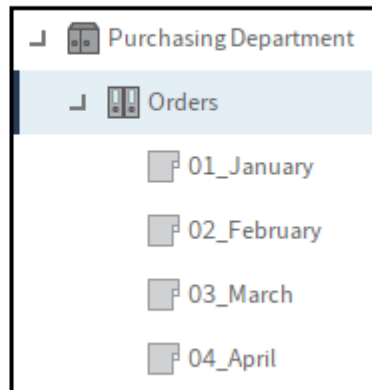 Purchasing Department
Orders
01_January
02_February
03_March
04_April